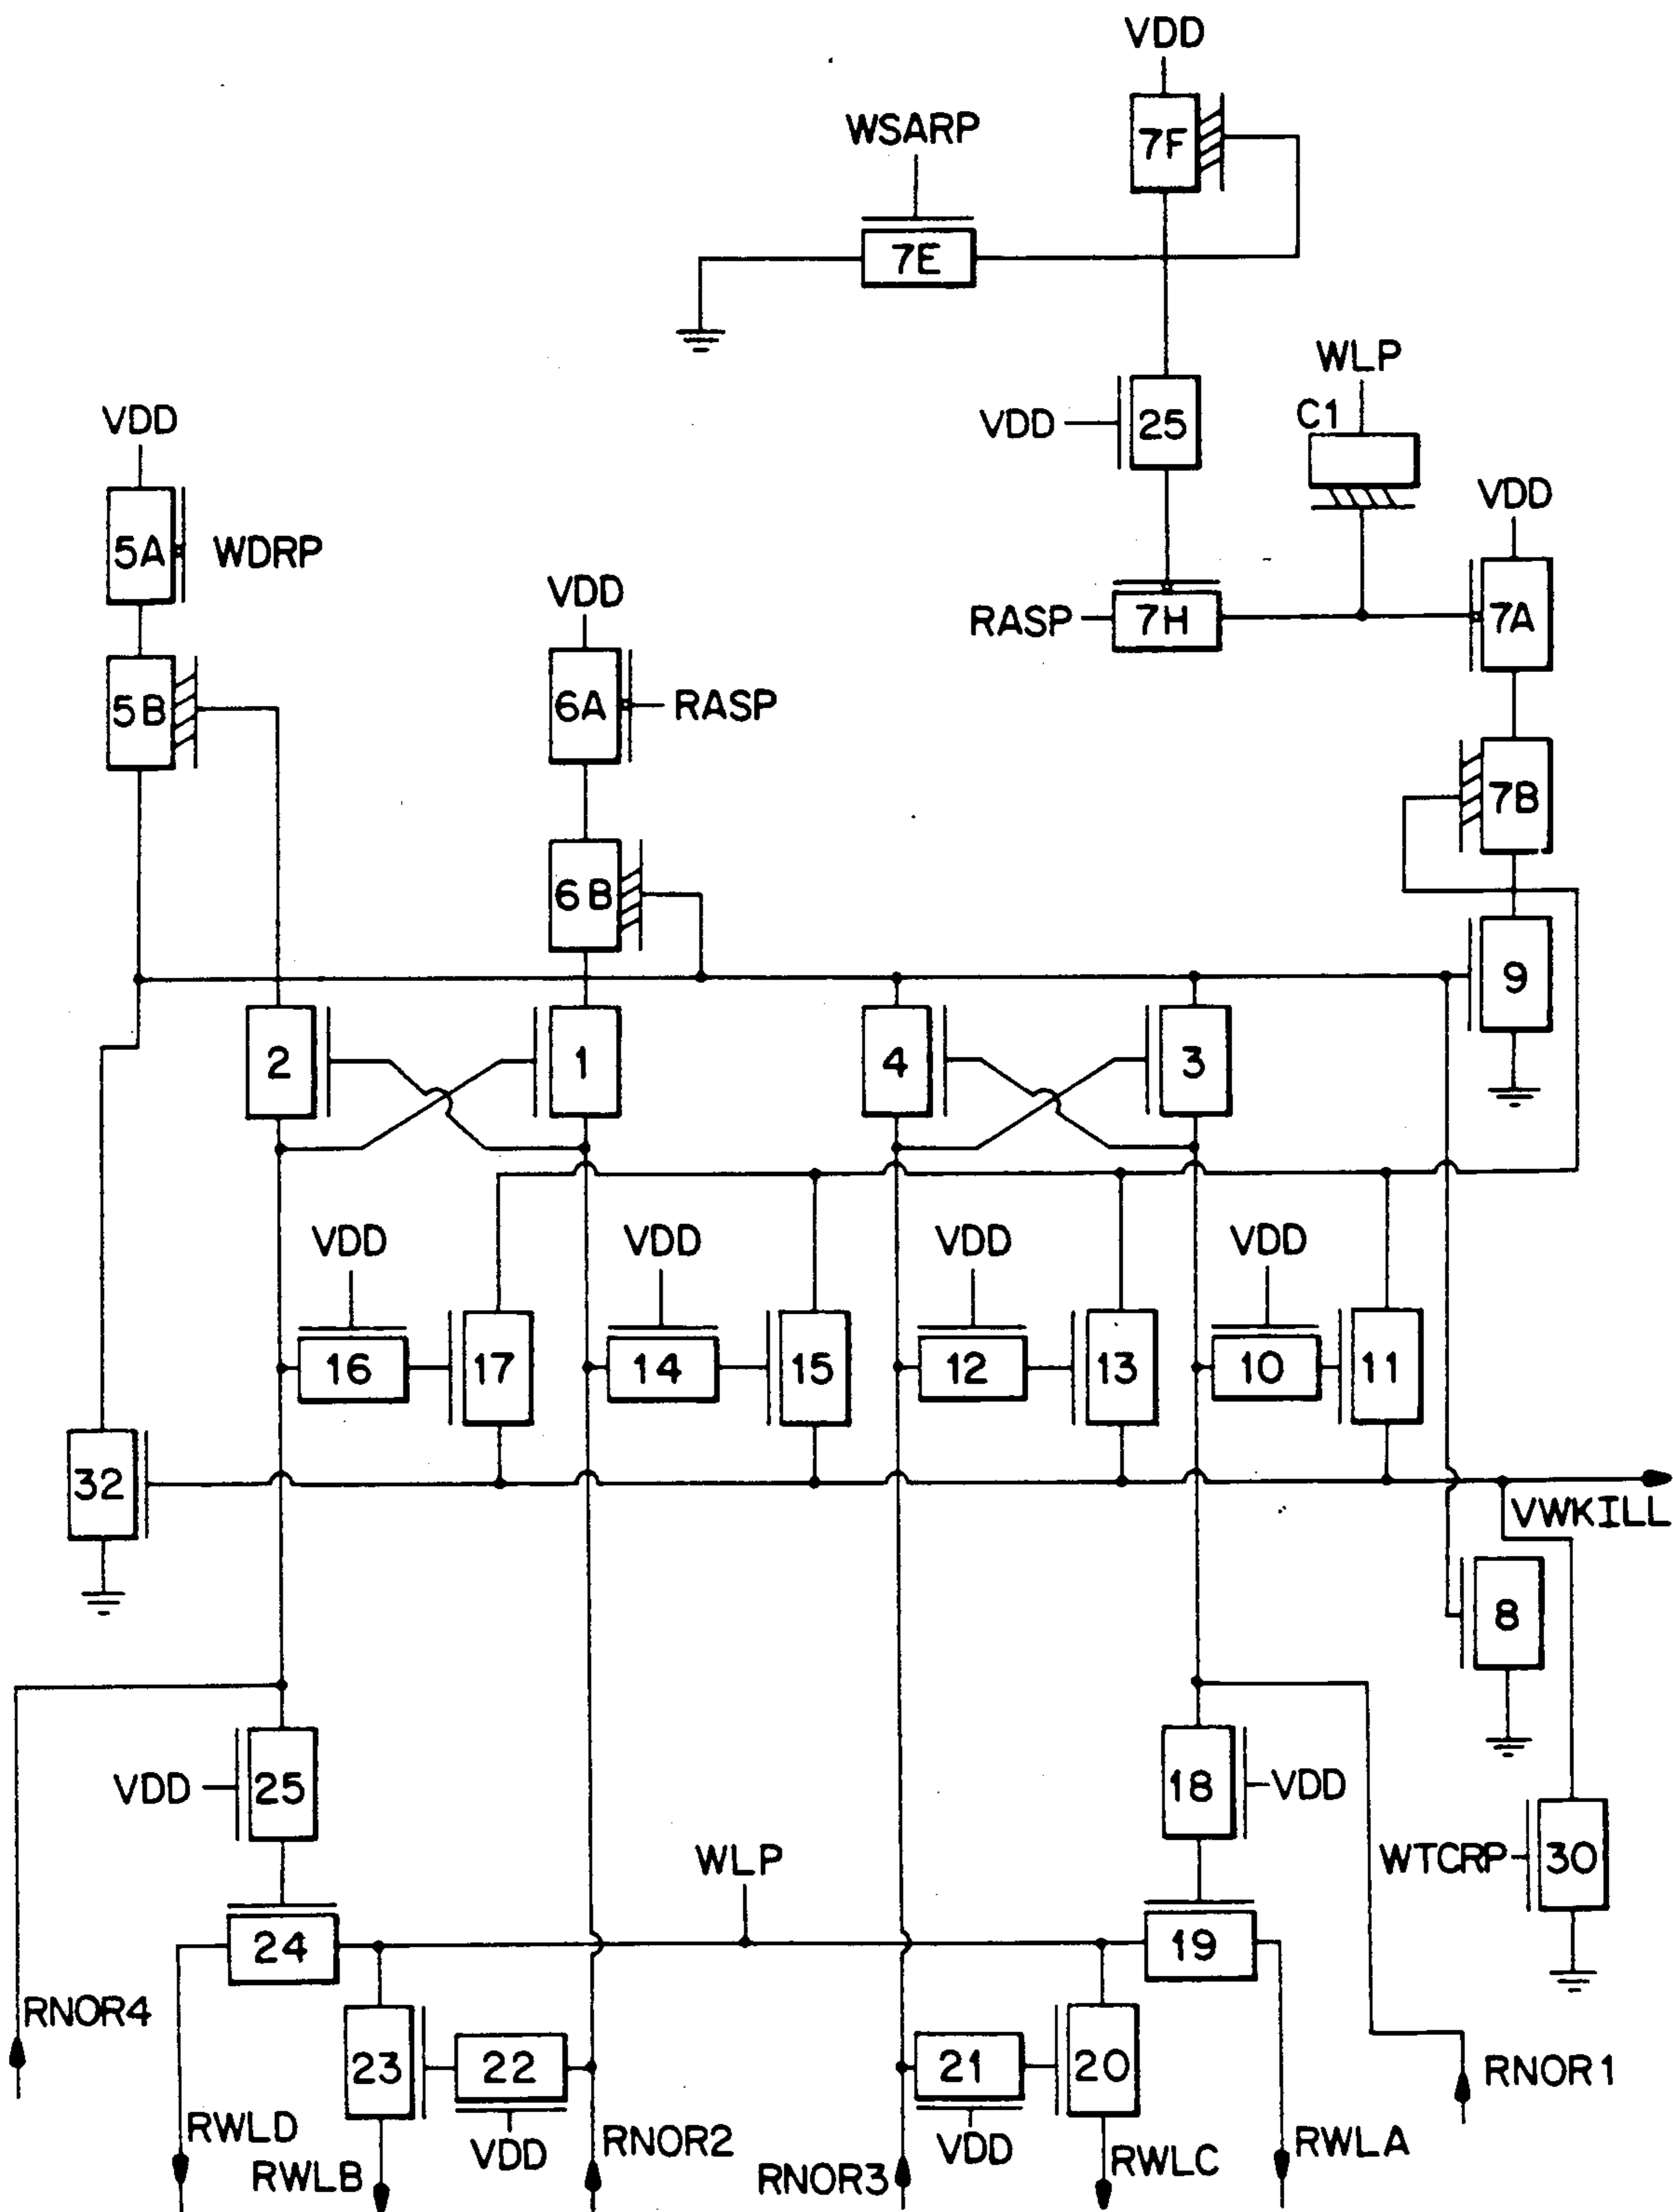 VDD
7F
WSARP
7E
WLP
C1
VDD
25
VDD
VDD
5A
WDRP
VDD
RASP
7H
7A
5B
6A
RASP
7B
6B
9
2
1
4
3
VDD
VDD
VDD
VDD
16
17
14
15
12
13
10
11
32
VWKILL
8
VDD
25
18
VDD
WLP
WTCRP
30
24
19
RNOR4
23
22
21
20
RNOR1
RWLD
VDD
RNOR2
VDD
RWLA
RWLB
RNOR3
RWLC